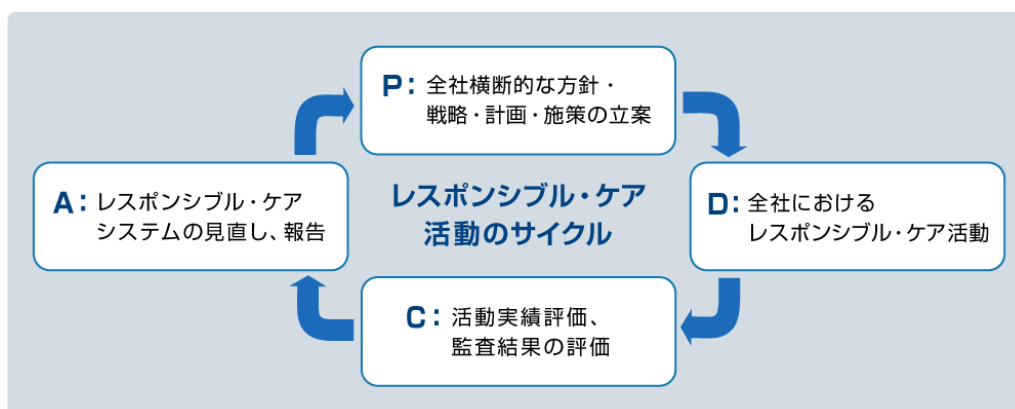 P：全社横断的な方針・
戦略・計画・施策の立案
A：レスポンシブル・ケア
システムの見直し、報告
レスポンシブル・ケア
活動のサイクル
D：全社における
レスポンシブル・ケア活動
C：活動実績評価、
監査結果の評価